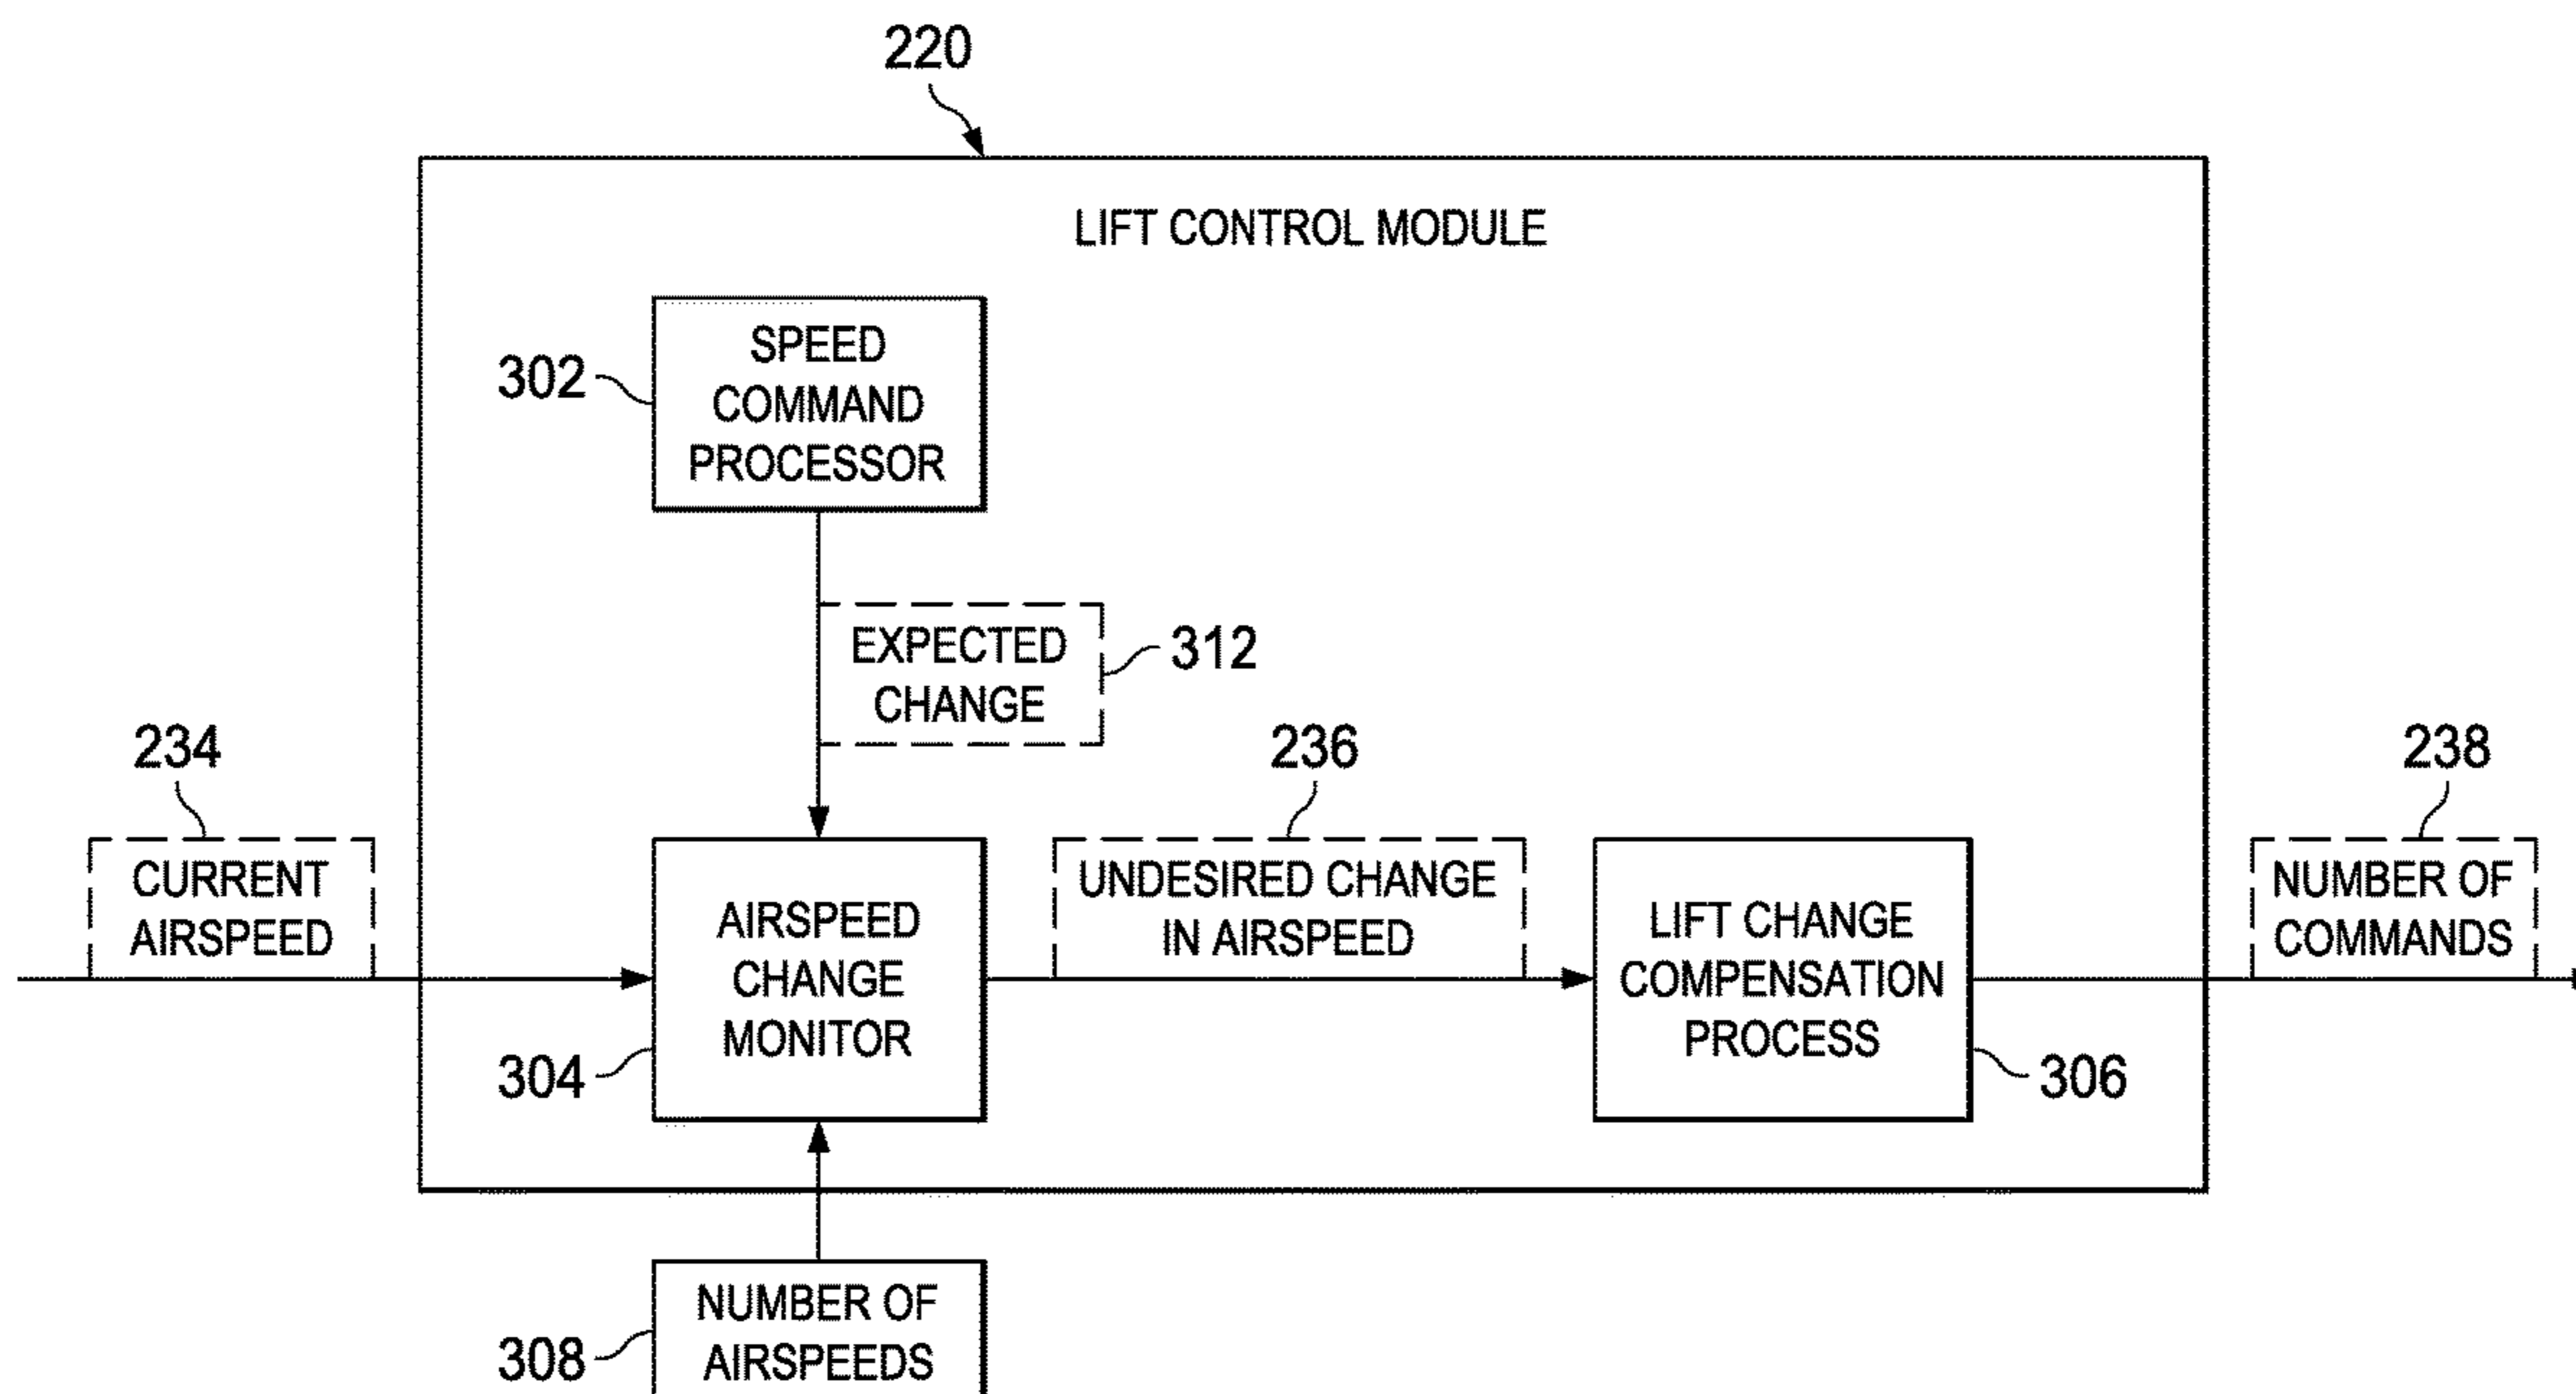 220
LIFT CONTROL MODULE
302
SPEED
COMMAND
PROCESSOR
EXPECTED
CHANGE
312
234
CURRENT
AIRSPEED
236
UNDESIRED CHANGE
IN AIRSPEED
238
NUMBER OF
COMMANDS
304
AIRSPEED
CHANGE
MONITOR
LIFT CHANGE
COMPENSATION
PROCESS
306
308
NUMBER OF
AIRSPEEDS